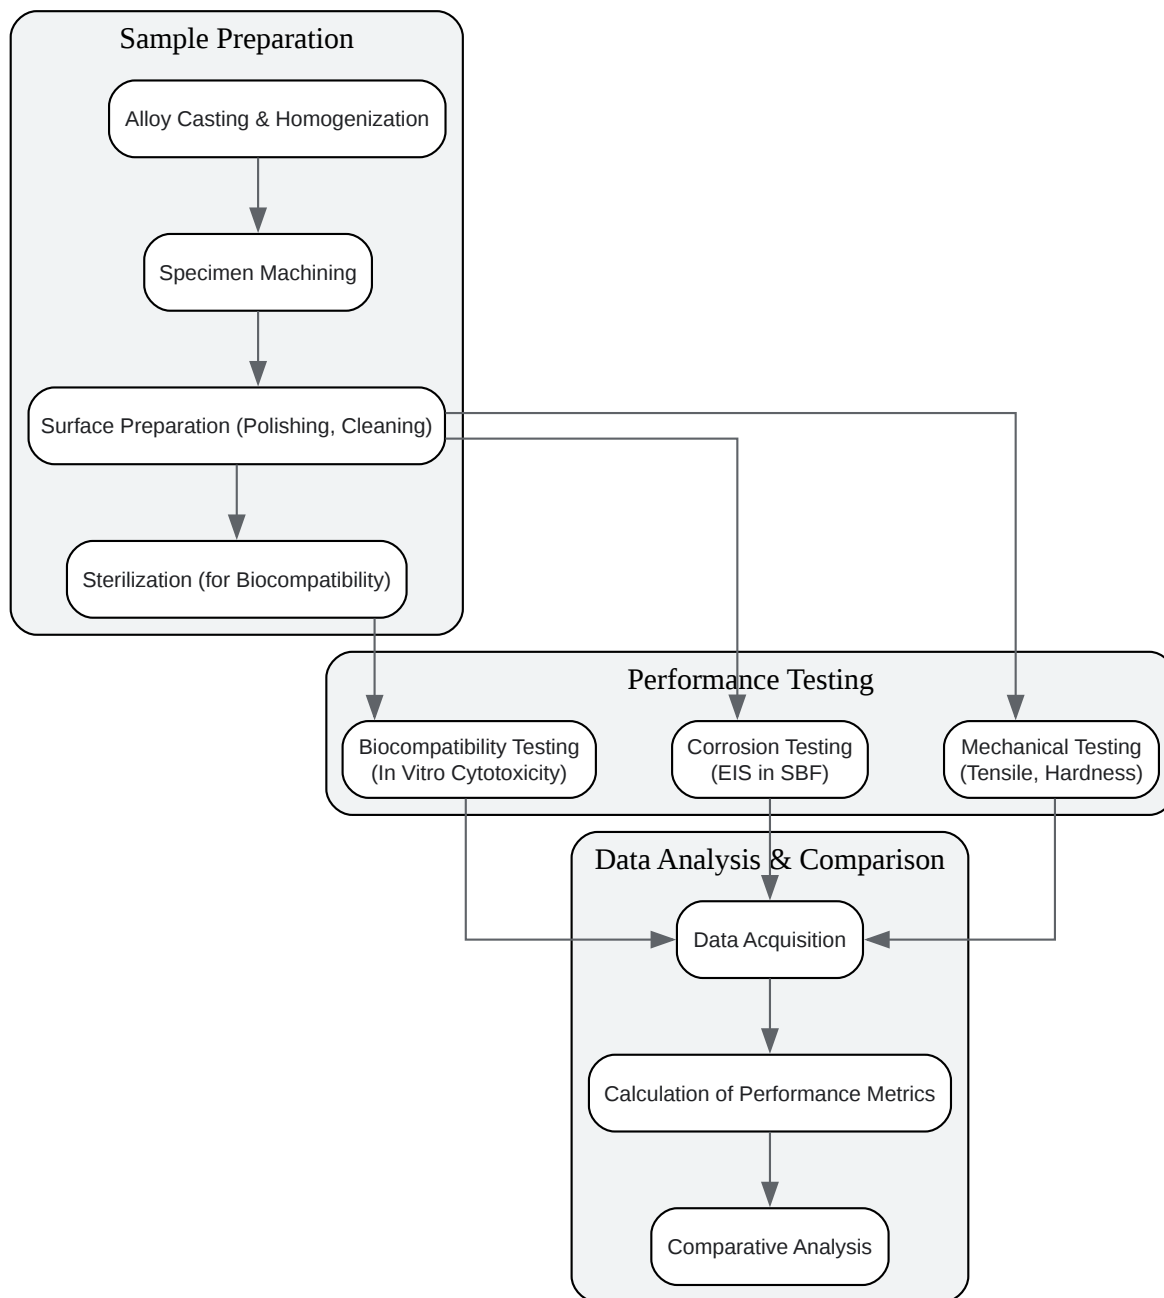 Sample Preparation
Alloy Casting & Homogenization
Specimen Machining
Surface Preparation (Polishing, Cleaning)
Sterilization (for Biocompatibility)
Performance Testing
Biocompatibility Testing
(In Vitro Cytotoxicity)
Corrosion Testing
(EIS in SBF)
Mechanical Testing
(Tensile, Hardness)
Data Analysis & Comparison
Data Acquisition
Calculation of Performance Metrics
Comparative Analysis